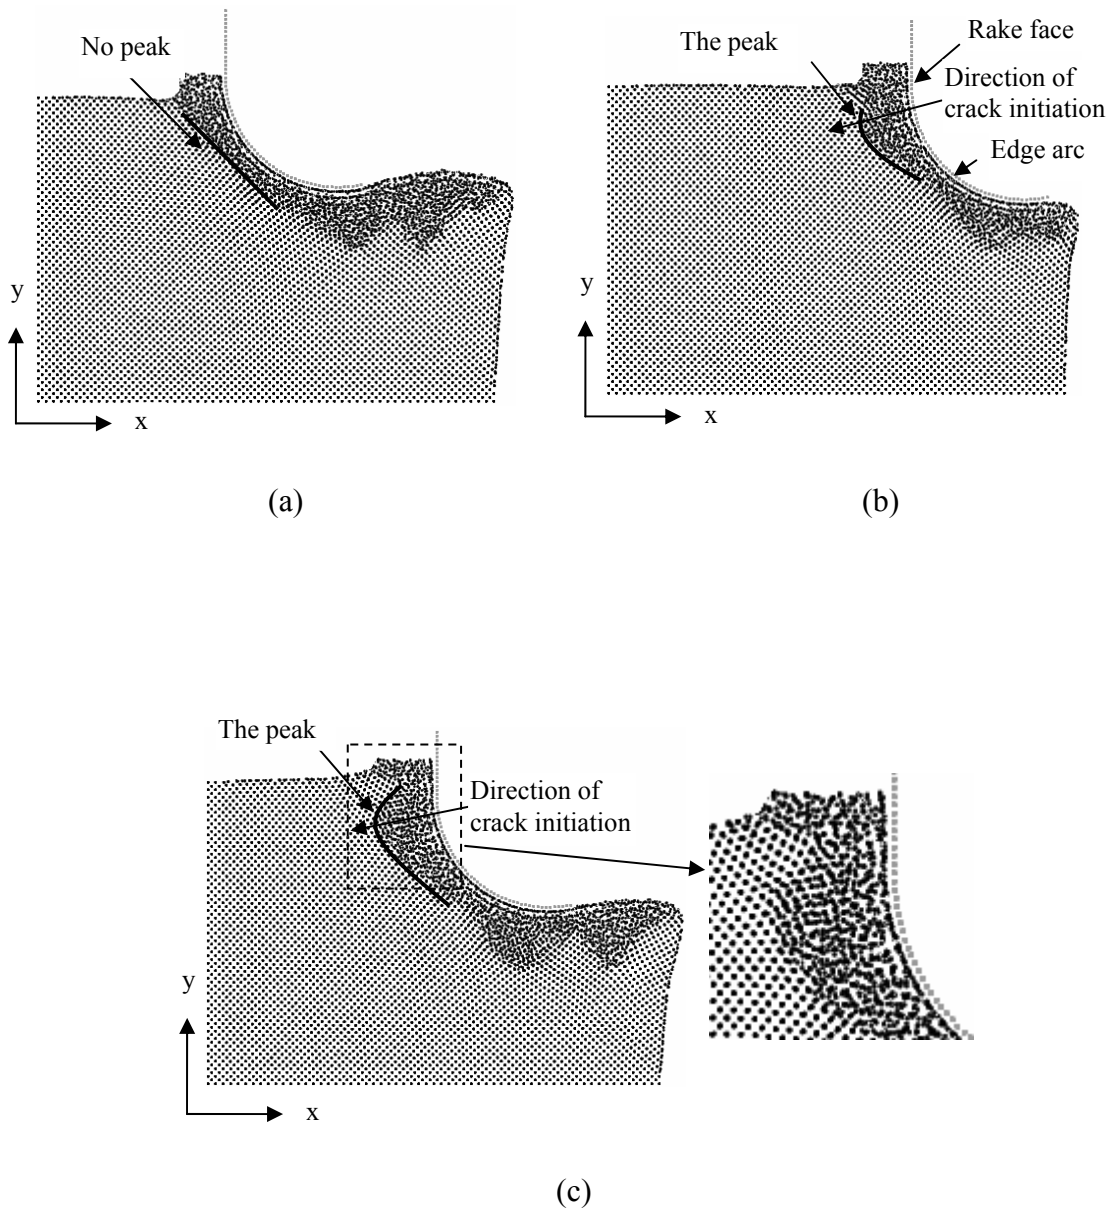 No peak
y
x
(a)
The peak
Rake face
Direction of
crack initiation
Edge arc
y
x
(b)
The peak
Direction of
crack initiation
y
x
(c)